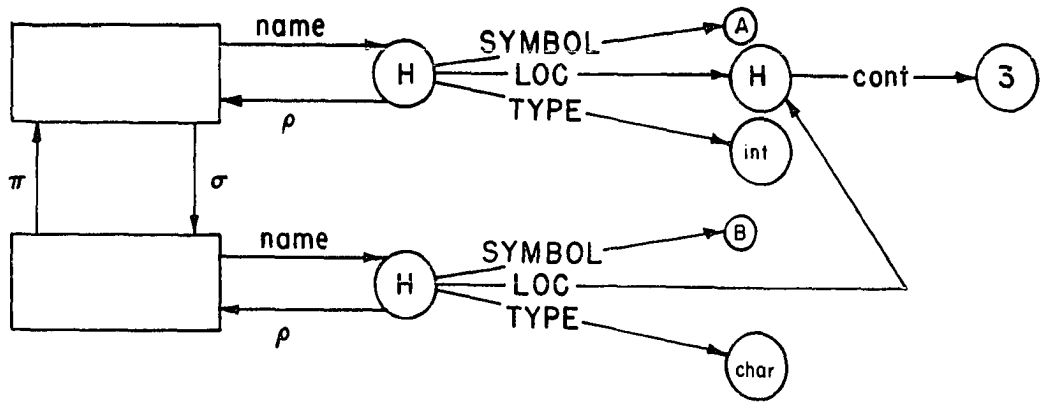 name
SYMBOL A
H LOC H cont 3
ρ TYPE int
π σ
name
SYMBOL B
H LOC
ρ TYPE
char